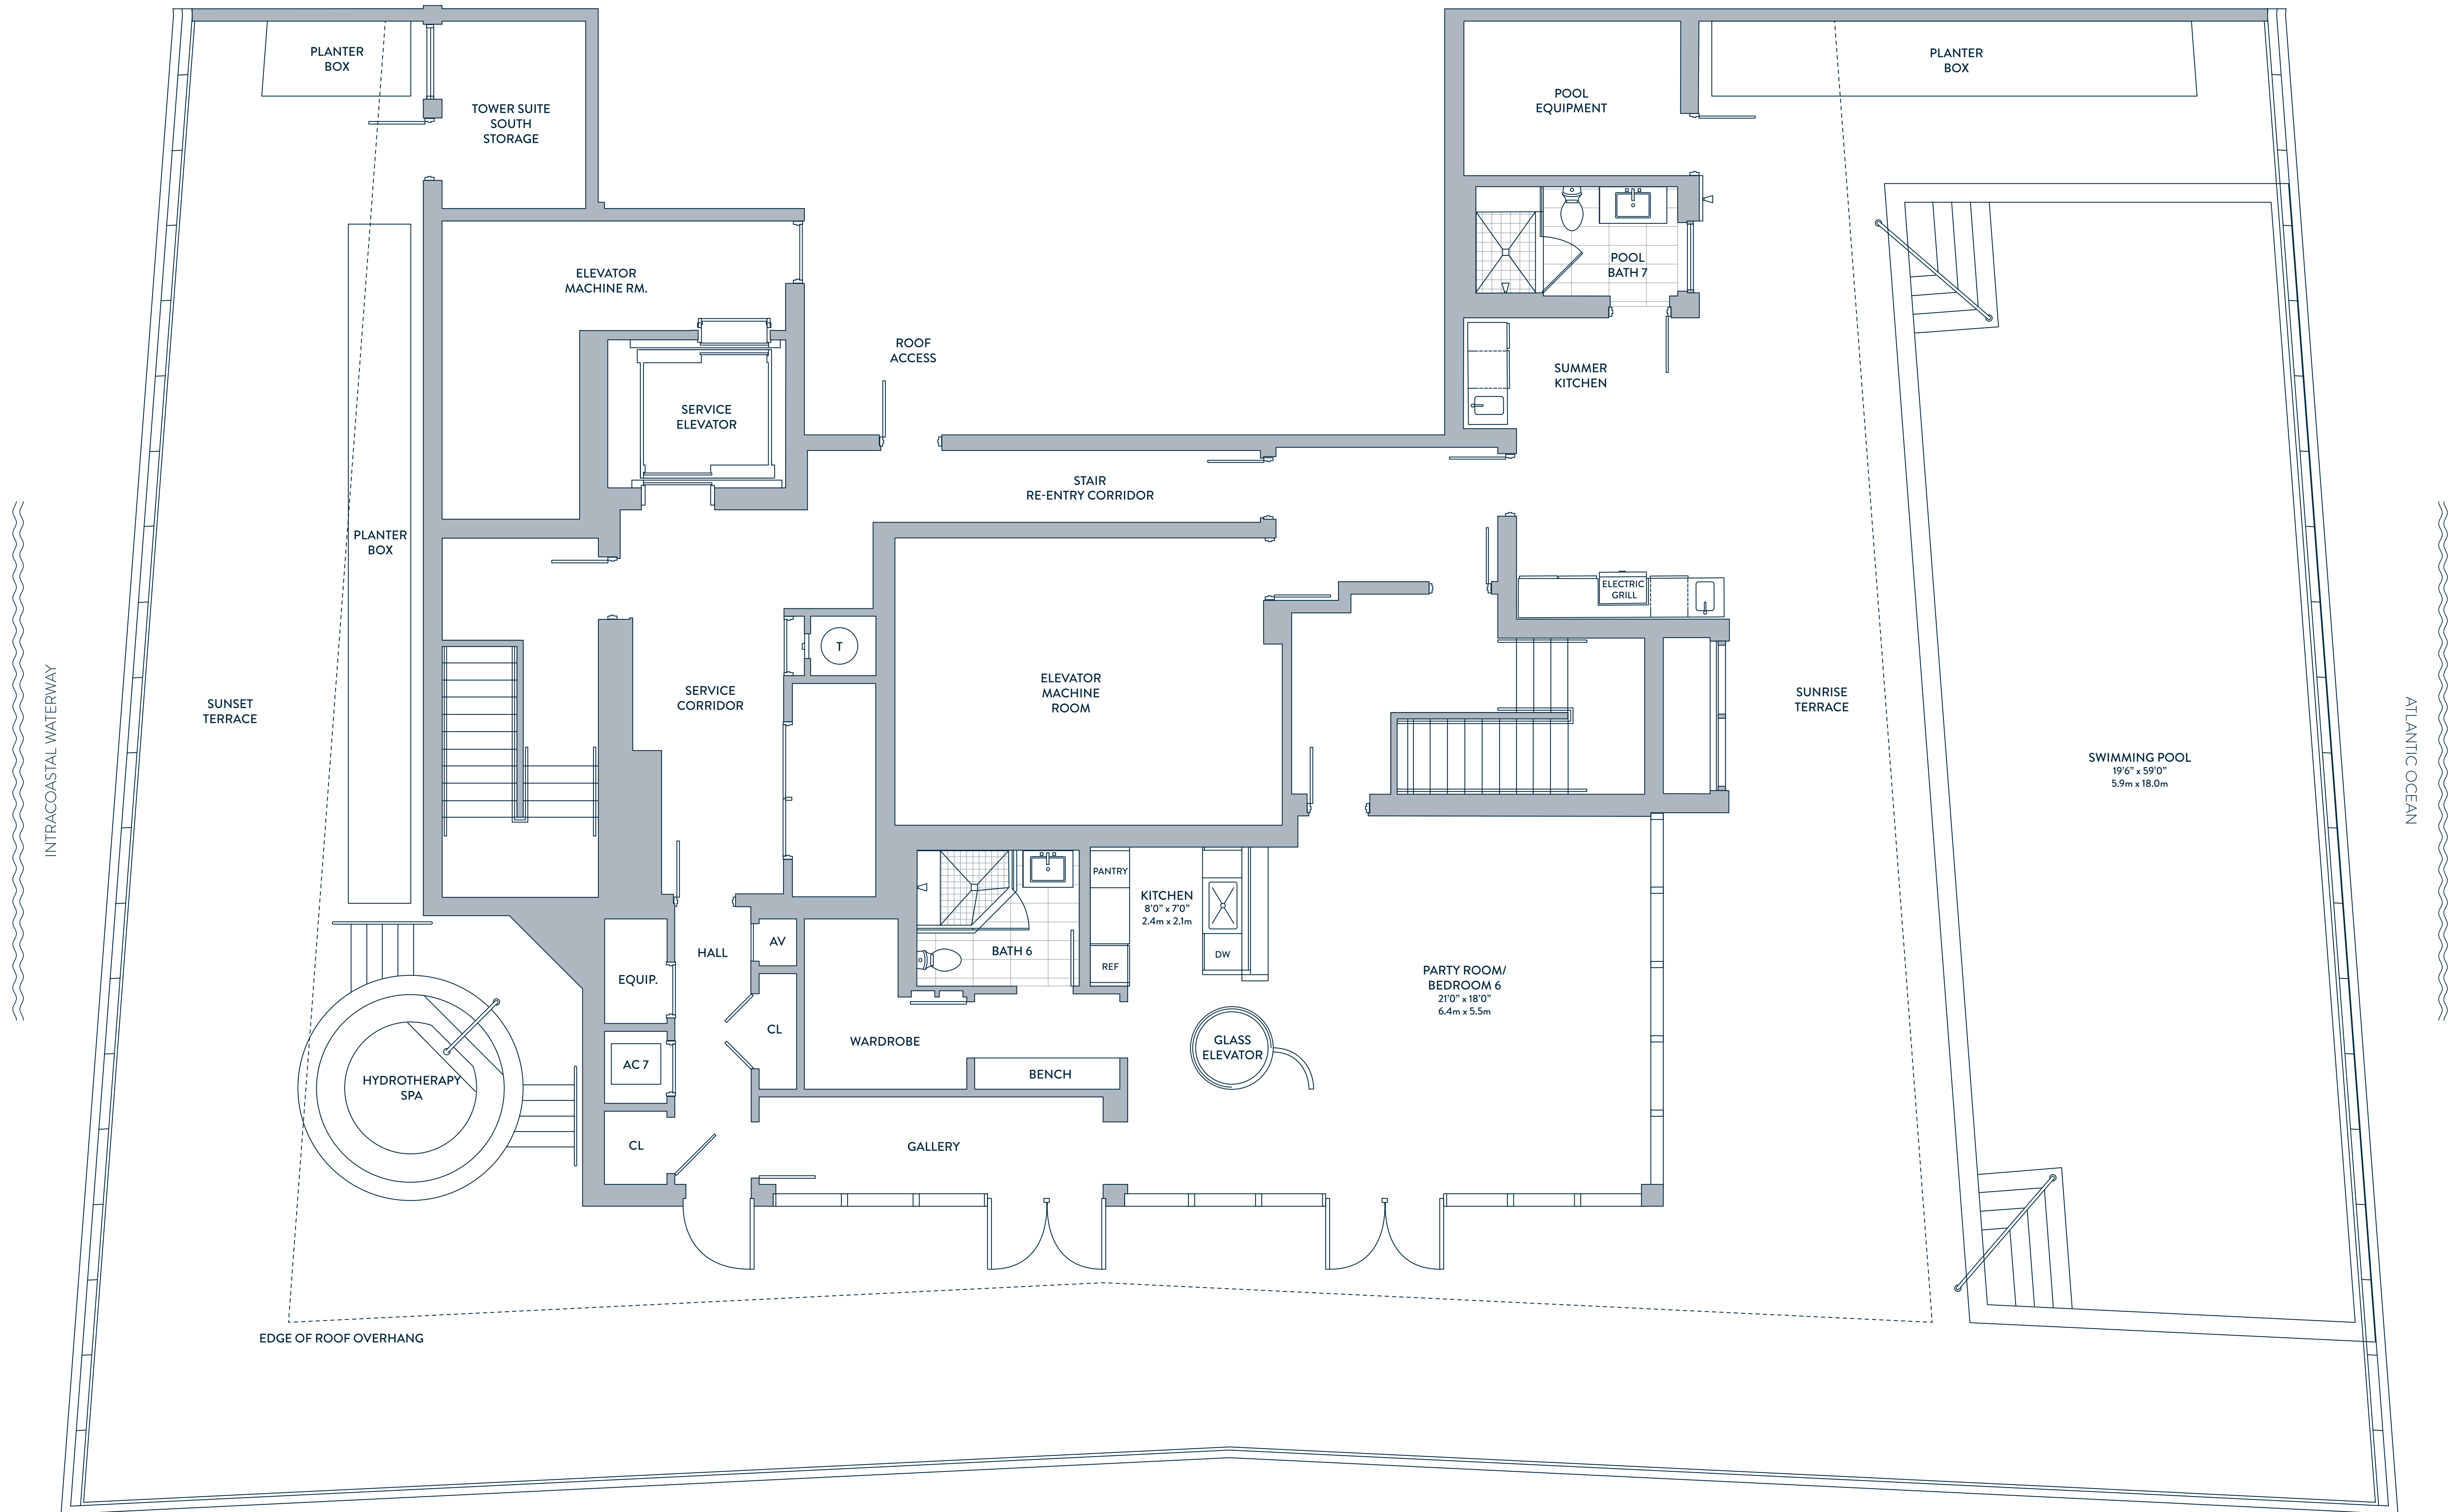 PLANTER
BOX
TOWER SUITE
SOUTH
STORAGE
POOL
EQUIPMENT
PLANTER
BOX
ELEVATOR
MACHINE RM.
POOL
BATH 7
ROOF
ACCESS
SERVICE
ELEVATOR
SUMMER
KITCHEN
STAIR
RE-ENTRY CORRIDOR
PLANTER
BOX
ELECTRIC
GRILL
T
INTRACOASTAL WATERWAY
SUNSET
TERRACE
SERVICE
CORRIDOR
ELEVATOR
MACHINE
ROOM
SUNRISE
TERRACE
SWIMMING POOL
19'6" x 59'0"
5.9m x 18.0m
ATLANTIC OCEAN
PANTRY
KITCHEN
8'0" x 7'0"
2.4m x 2.1m
HALL
AV
BATH 6
REF
DW
EQUIP.
PARTY ROOM/
BEDROOM 6
21'0" x 18'0"
6.4m x 5.5m
CL
WARDROBE
GLASS
ELEVATOR
AC 7
BENCH
HYDROTHERAPY
SPA
CL
GALLERY
EDGE OF ROOF OVERHANG